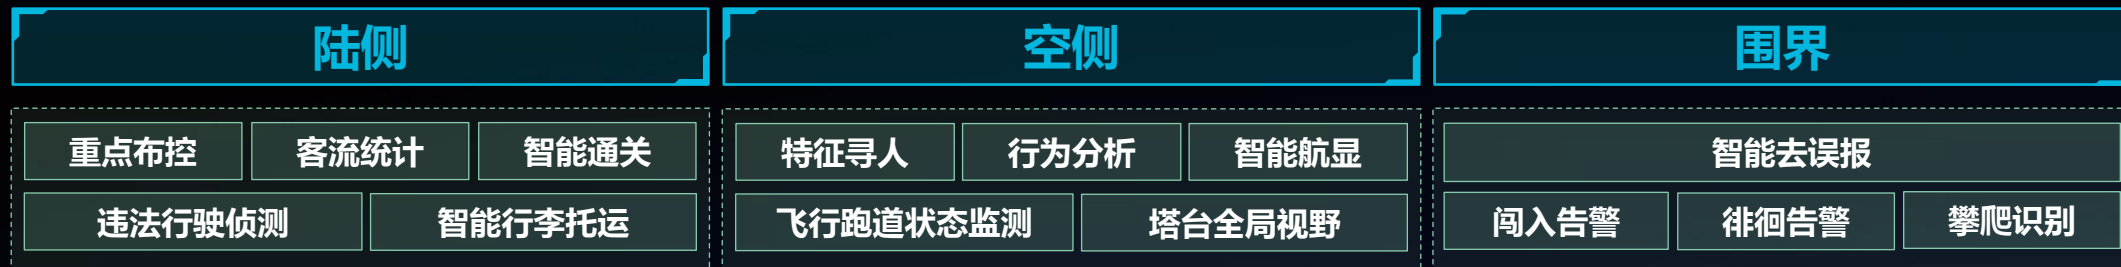 陆侧
空侧
围界
重点布控
客流统计
智能通关
特征寻人
行为分析
智能航显
智能去误报
违法行驶侦测
智能行李托运
飞行跑道状态监测
塔台全局视野
闯入告警
徘徊告警
攀爬识别